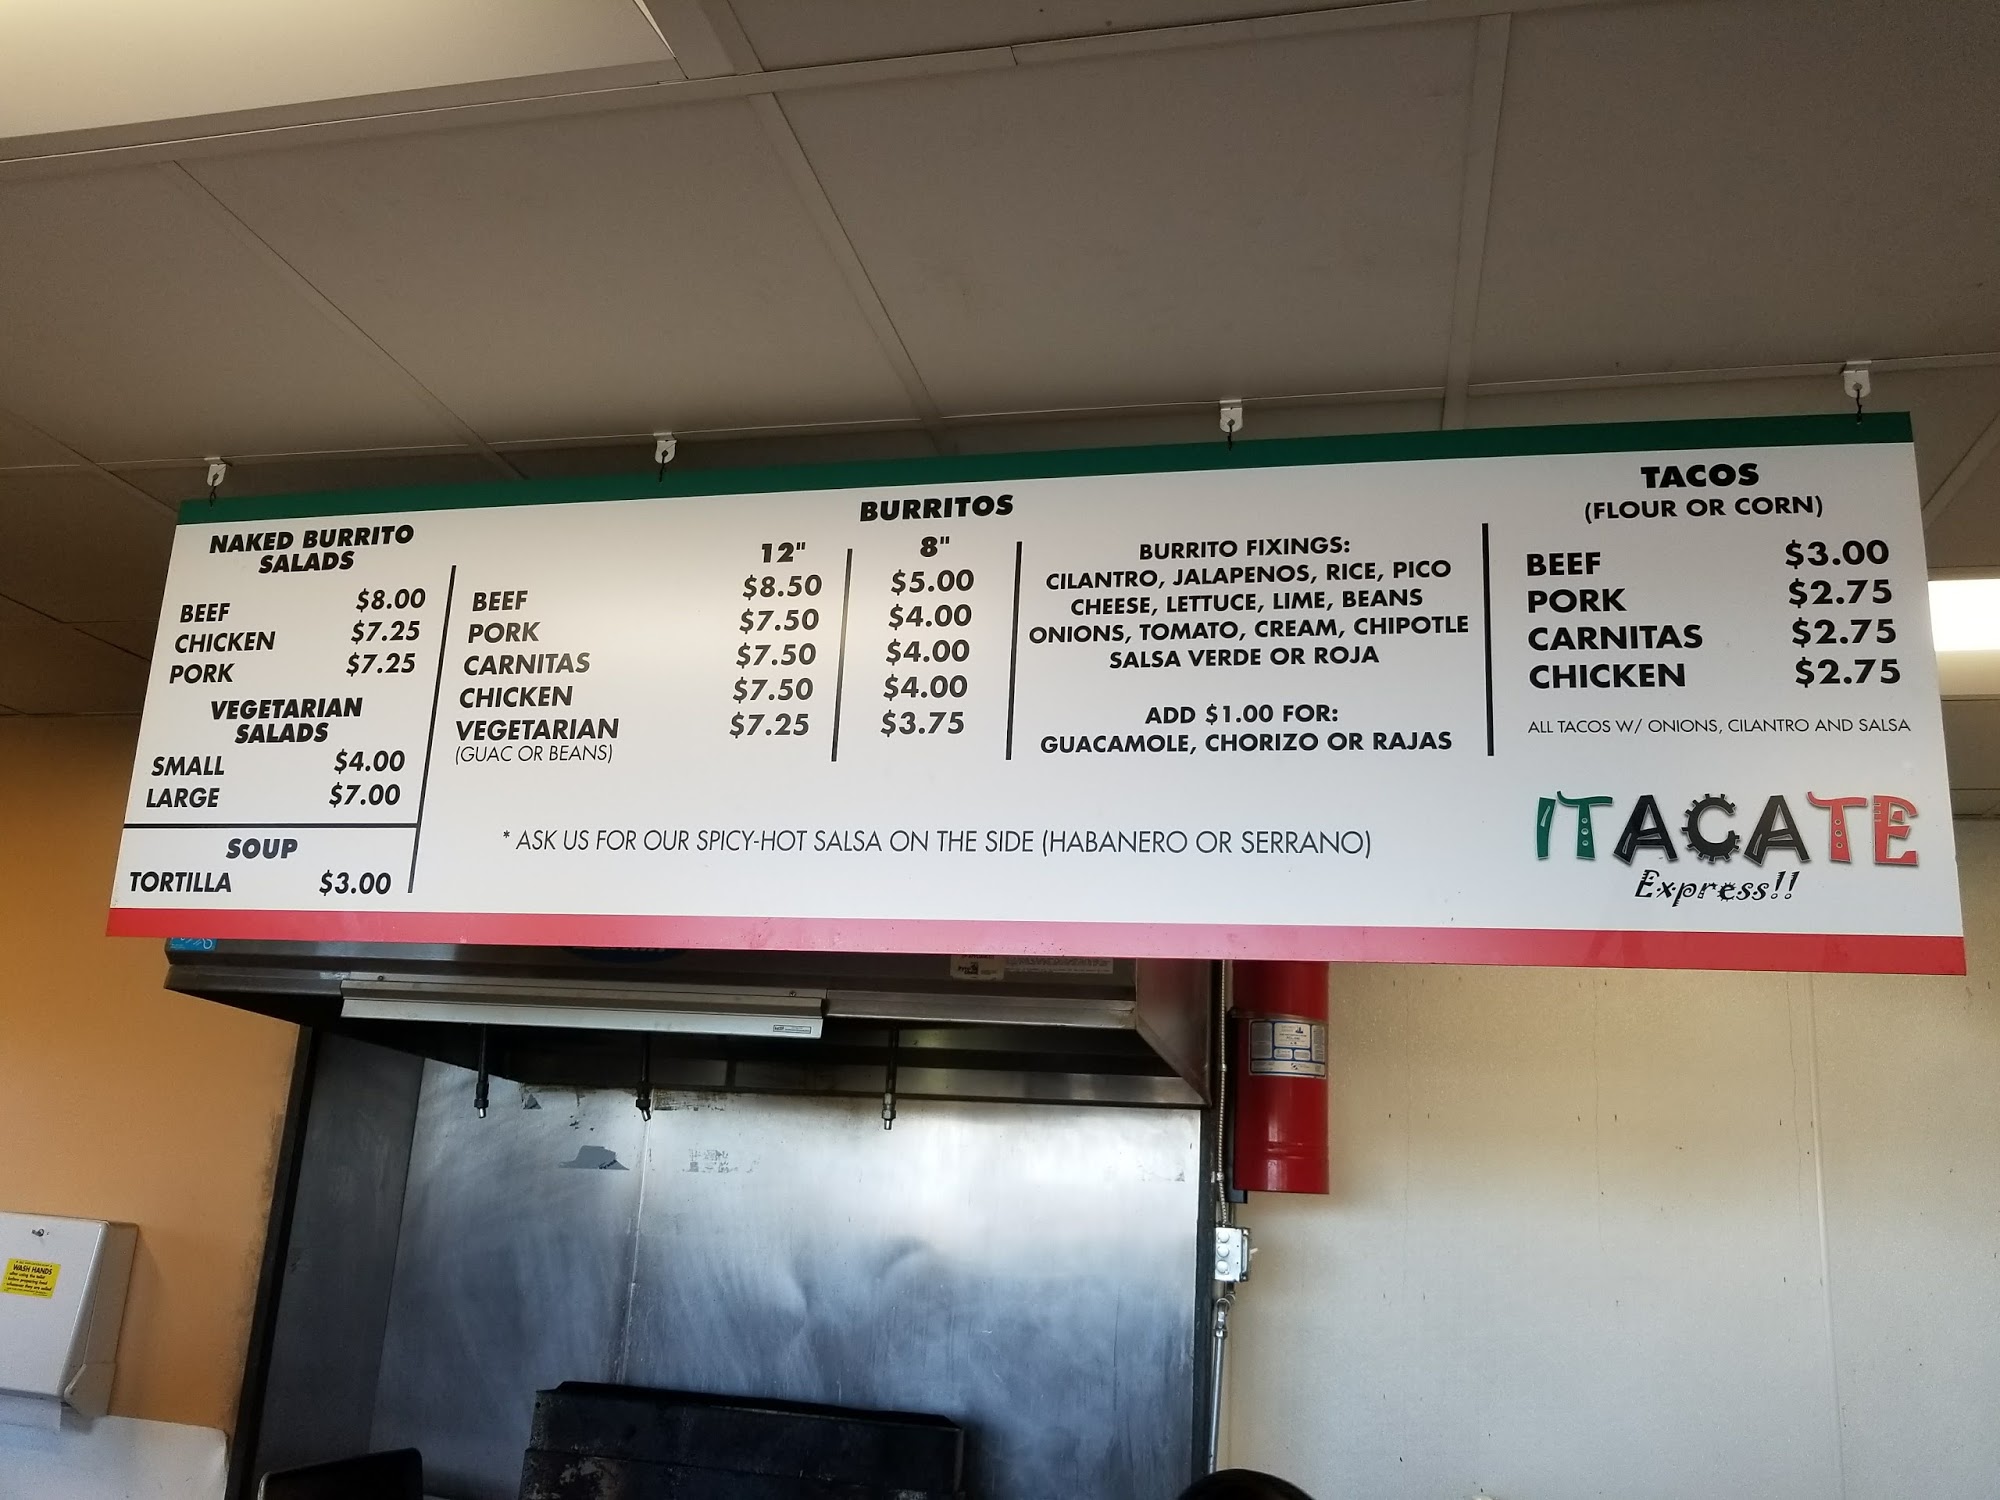 NAKED BURRITO
SALADS
BEEF $8.00
CHICKEN $7.25
PORK $7.25
VEGETARIAN
SALADS
SMALL $4.00
LARGE $7.00
SOUP
TORTILLA $3.00
BURRITOS
12" 8"
BEEF $8.50 $5.00
PORK $7.50 $4.00
CARNITAS $7.50 $4.00
CHICKEN $7.50 $4.00
VEGETARIAN $7.25 $3.75
(GUAC OR BEANS)
BURRITO FIXINGS:
CILANTRO, JALAPENOS, RICE, PICO
CHEESE, LETTUCE, LIME, BEANS
ONIONS, TOMATO, CREAM, CHIPOTLE
SALSA VERDE OR ROJA
ADD $1.00 FOR:
GUACAMOLE, CHORIZO OR RAJAS
* ASK US FOR OUR SPICY-HOT SALSA ON THE SIDE (HABANERO OR SERRANO)
TACOS
(FLOUR OR CORN)
BEEF $3.00
PORK $2.75
CARNITAS $2.75
CHICKEN $2.75
ALL TACOS W/ ONIONS, CILANTRO AND SALSA
ITACATE
Express!!
WASH HANDS